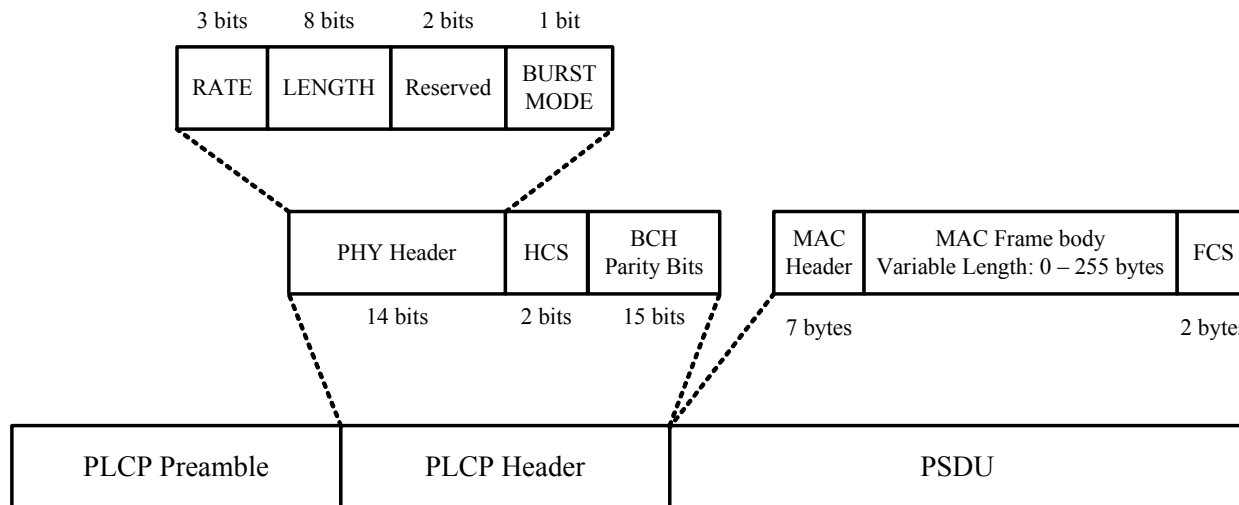 3 bits 8 bits 2 bits 1 bit
RATE LENGTH Reserved BURST MODE
PHY Header HCS BCH Parity Bits
MAC Header MAC Frame body Variable Length: 0 – 255 bytes FCS
14 bits 2 bits 15 bits
7 bytes 2 bytes
PLCP Preamble PLCP Header PSDU